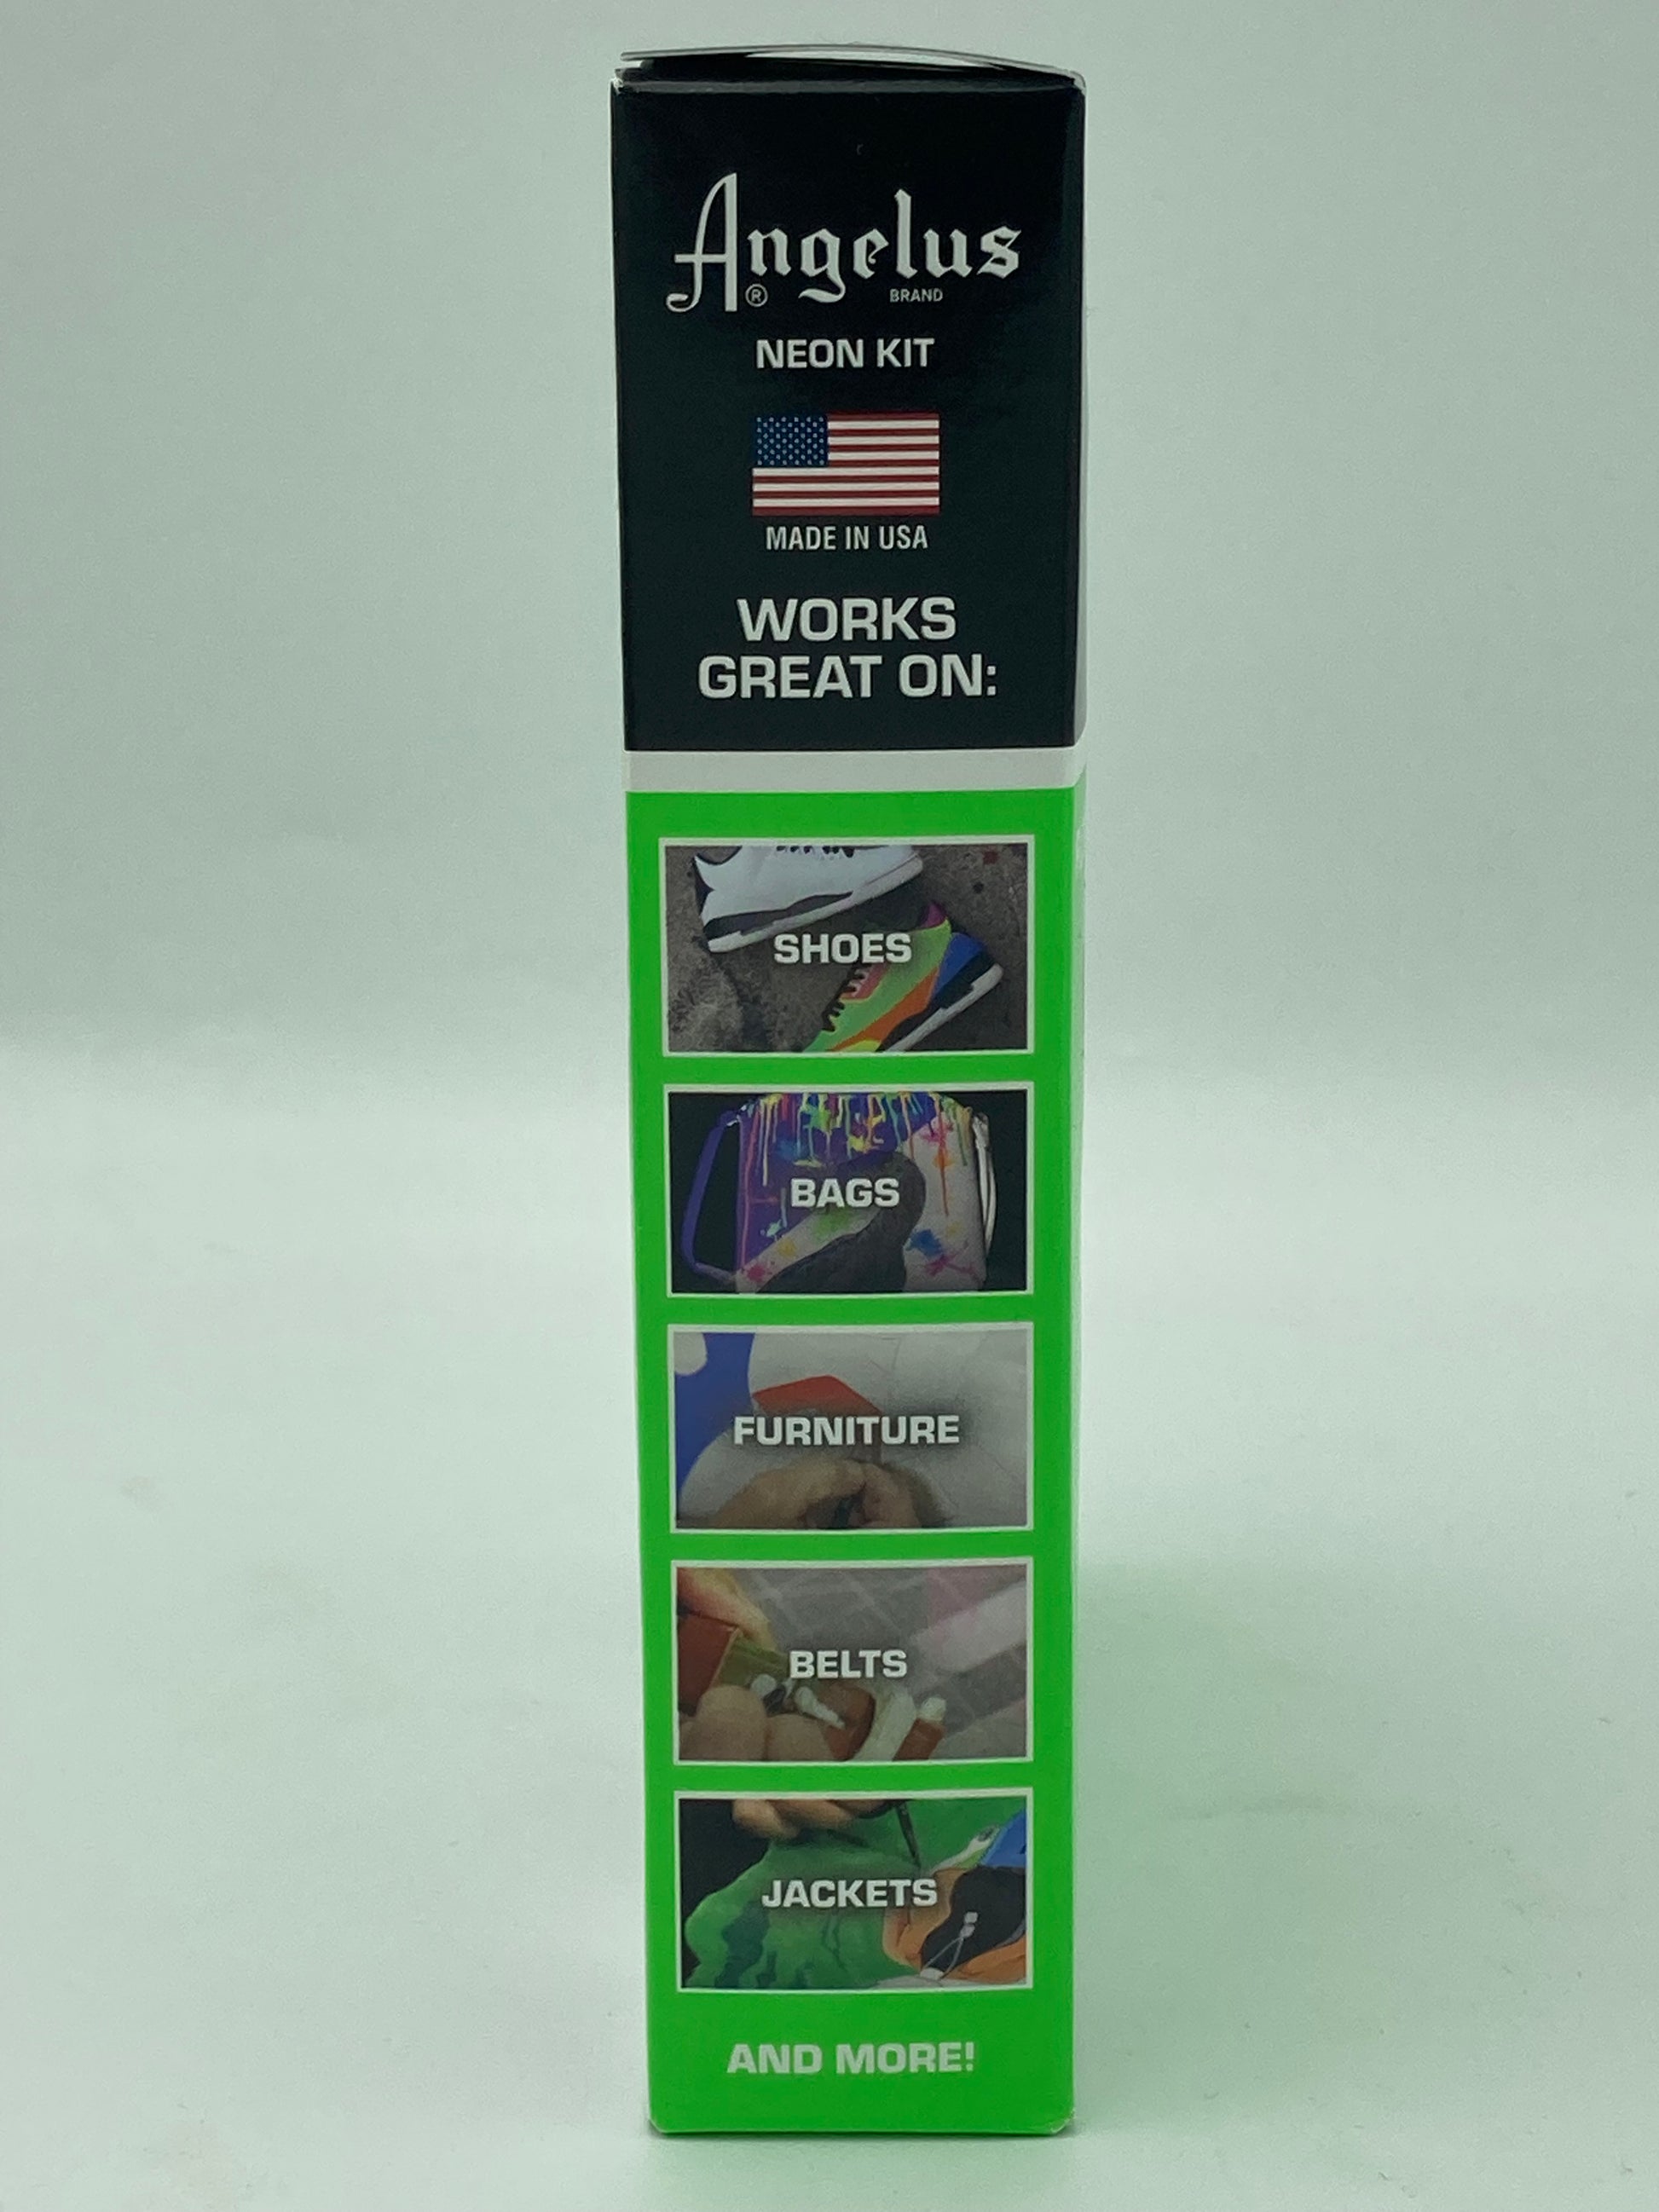 Angelus
® BRAND
NEON KIT
MADE IN USA
WORKS
GREAT ON:
SHOES
BAGS
FURNITURE
BELTS
JACKETS
AND MORE!